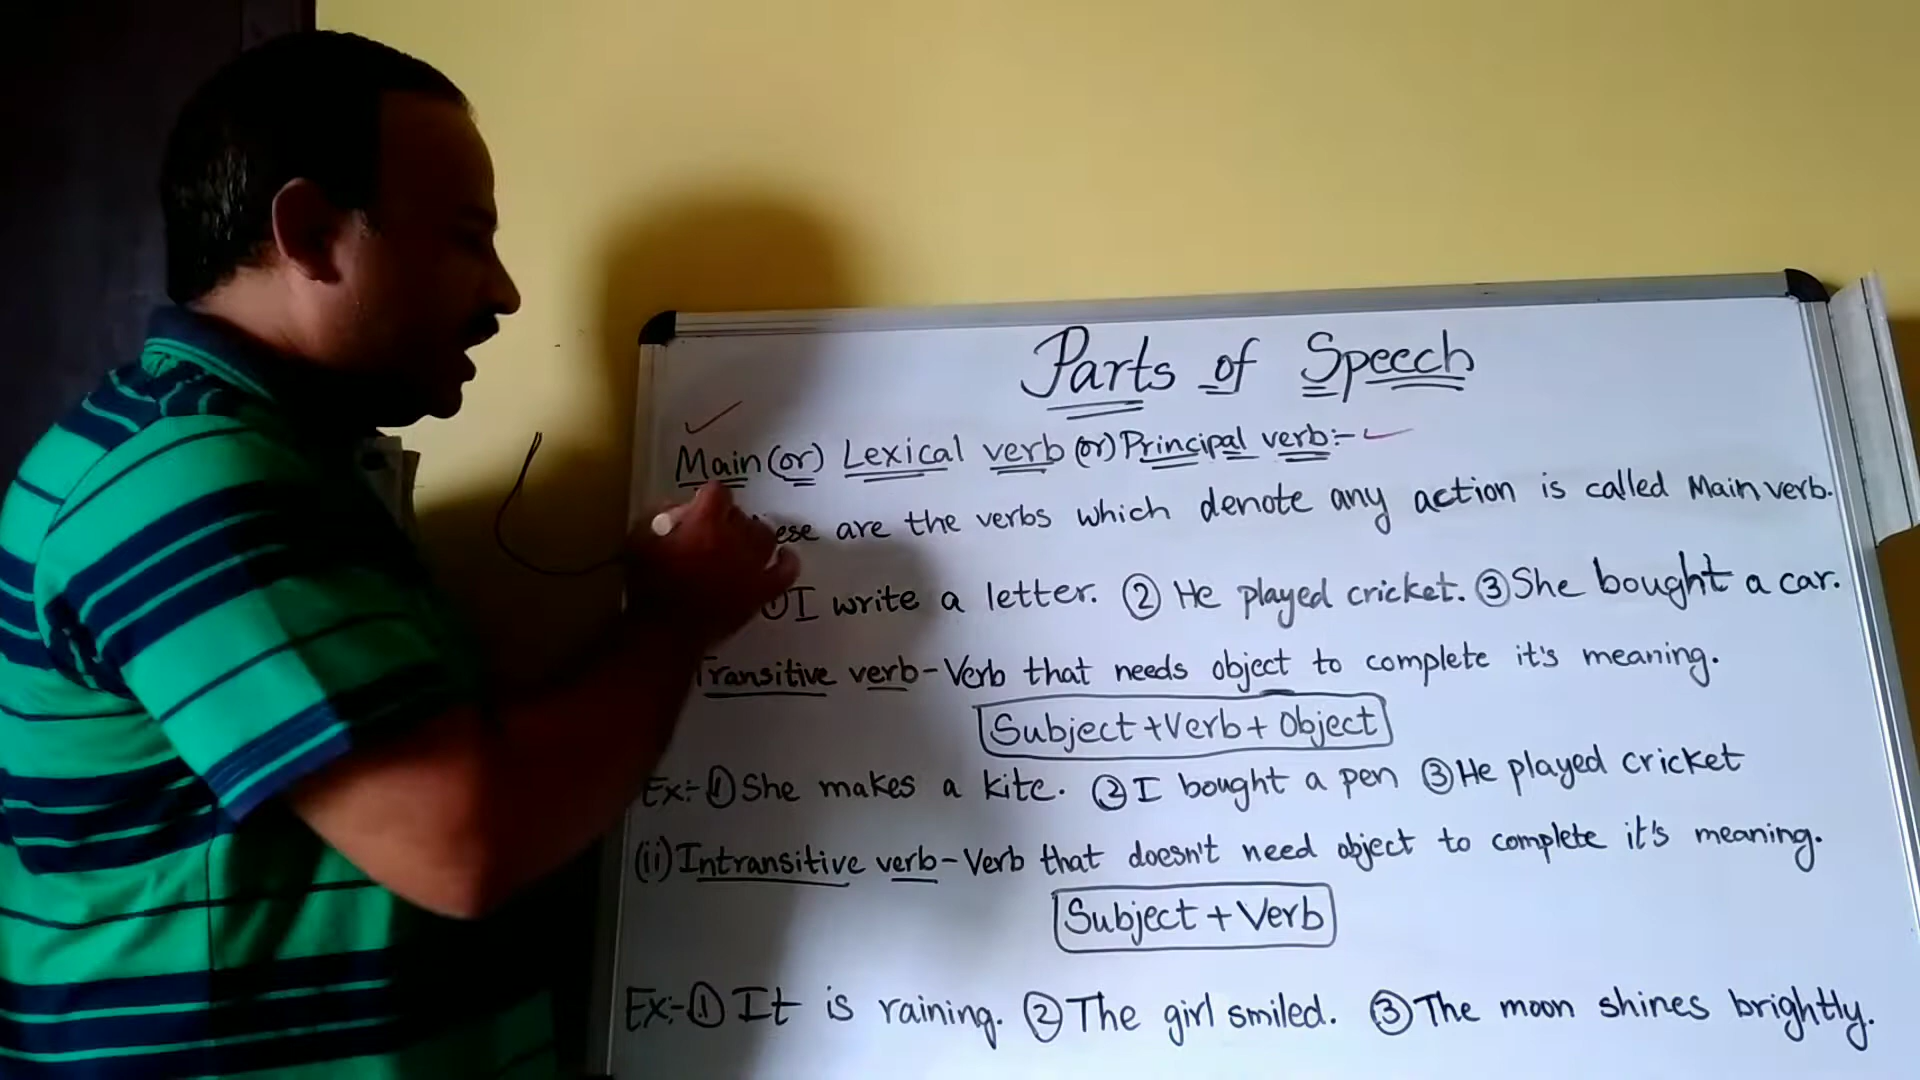 Parts of Speech
Main (or) Lexical verb (or) Principal verb:-
are the verbs which denote any action is called Main verb.
① I write a letter. ② He played cricket. ③ She bought a car.
Transitive verb - Verb that needs object to complete it's meaning.
Subject + Verb + Object
Ex:- ① She makes a kite. ② I bought a pen ③ He played cricket
(ii) Intransitive verb - Verb that doesn't need object to complete it's meaning.
Subject + Verb
Ex:- ① It is raining. ② The girl smiled. ③ The moon shines brightly.